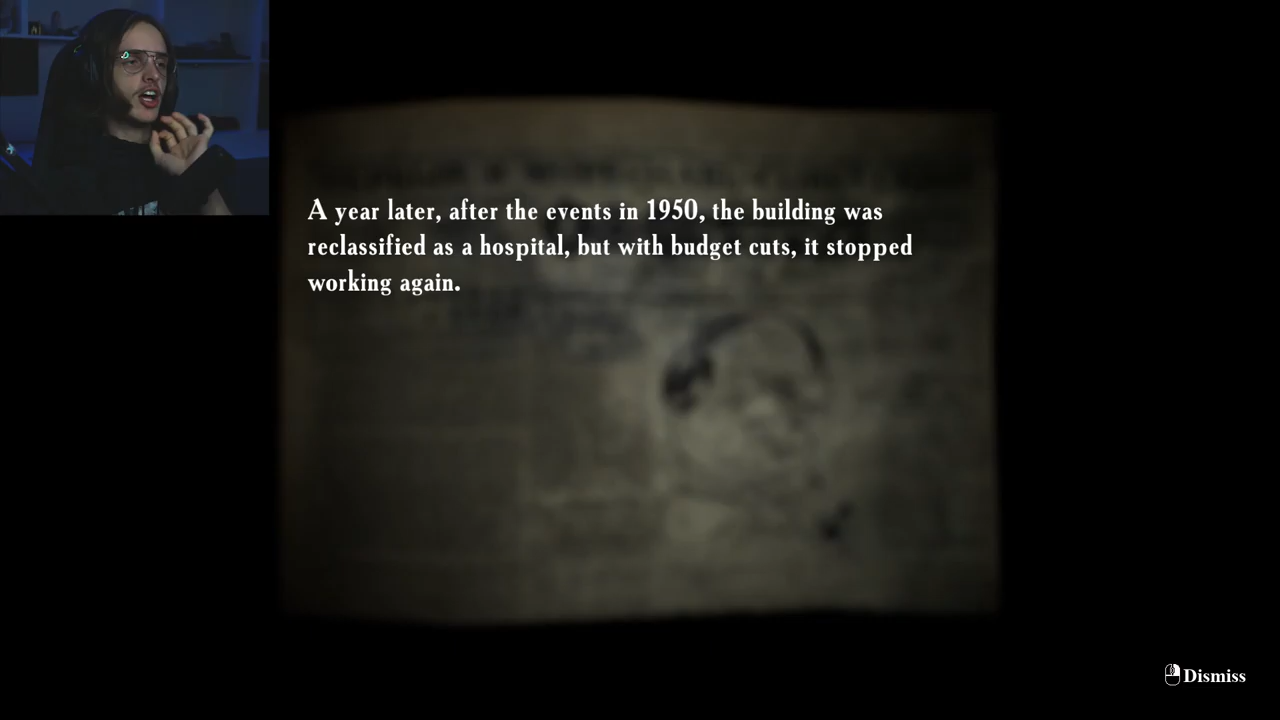 A year later, after the events in 1950, the building was
reclassified as a hospital, but with budget cuts, it stopped
working again.
Dismiss